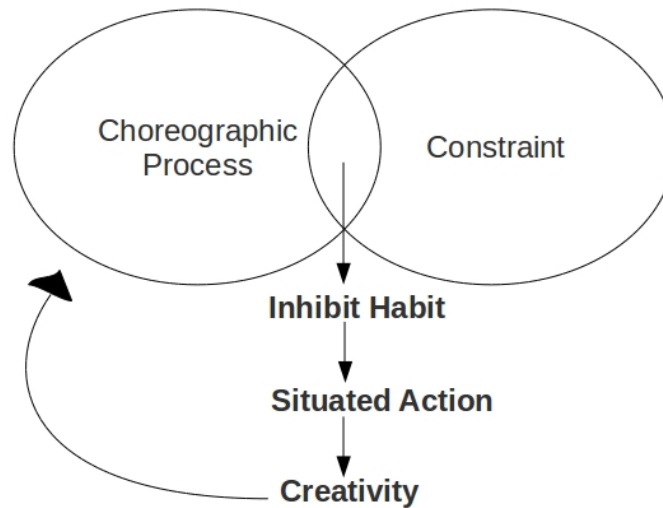 Choreographic
Process
Constraint
Inhibit Habit
Situated Action
Creativity